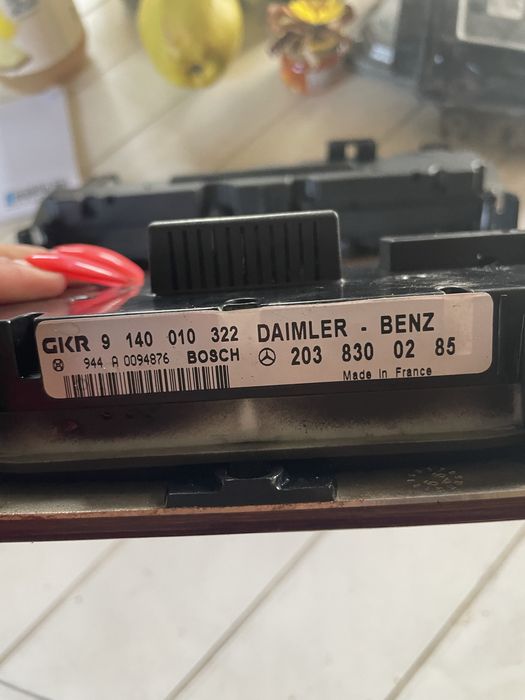 GKR 9 140 010 322 DAIMLER - BENZ
944 A 0094876 BOSCH 203 830 02 85
Made in France